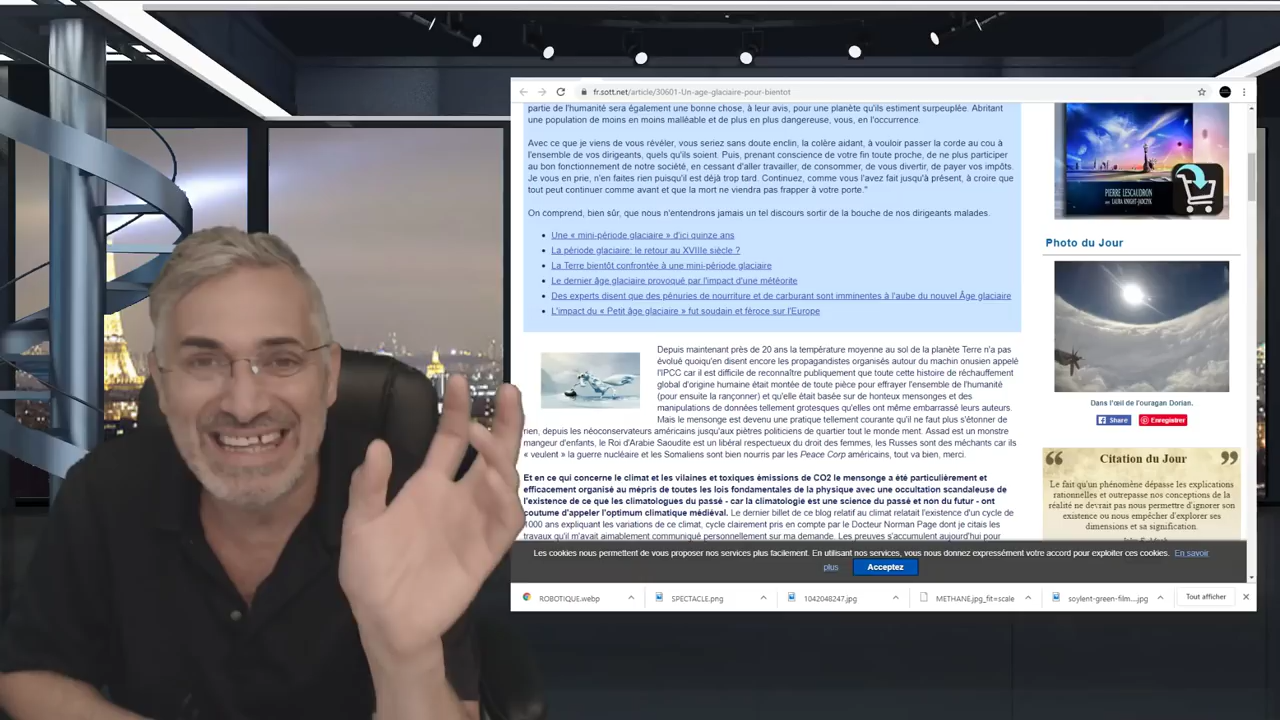 fr.sott.net/article/30601-Un-age-glaciaire-pour-bientot
partie de l'humanité sera également une bonne chose, à leur avis, pour une planète qu'ils estiment surpeuplée. Abritant
une population de moins en moins malléable et de plus en plus dangereuse, vous, en l'occurrence.
Avec ce que je viens de vous révéler, vous seriez sans doute enclin, la colère aidant, à vouloir passer la corde au cou à
l'ensemble de vos dirigeants, quels qu'ils soient. Puis, prenant conscience de votre fin toute proche, de ne plus participer
au bon fonctionnement de notre société, en cessant d'aller travailler, de consommer, de vous divertir, de payer vos impôts.
Je vous en prie, n'en faites rien puisqu'il est déjà trop tard. Continuez, comme vous l'avez fait jusqu'à présent, à croire que
tout peut continuer comme avant et que la mort ne viendra pas frapper à votre porte."
On comprend, bien sûr, que nous n'entendrons jamais un tel discours sortir de la bouche de nos dirigeants malades.
Une « mini-période glaciaire » d'ici quinze ans
La période glaciaire: le retour au XVIIIe siècle ?
La Terre bientôt confrontée à une mini-période glaciaire
Le dernier âge glaciaire provoqué par l'impact d'une météorite
Des experts disent que des pénuries de nourriture et de carburant sont imminentes à l'aube du nouvel Âge glaciaire
L'impact du « Petit âge glaciaire » fut soudain et féroce sur l'Europe
Depuis maintenant près de 20 ans la température moyenne au sol de la planète Terre n'a pas
évolué quoiqu'en disent encore les propagandistes organisés autour du machin onusien appelé
l'IPCC car il est difficile de reconnaître publiquement que toute cette histoire de réchauffement
global d'origine humaine était montée de toute pièce pour effrayer l'ensemble de l'humanité
(pour ensuite la rançonner) et qu'elle était basée sur de honteux mensonges et des
manipulations de données tellement grotesques qu'elles ont même embarrassé leurs auteurs.
Mais le mensonge est devenu une pratique tellement courante qu'il ne faut plus s'étonner de
rien, depuis les néoconservateurs américains jusqu'aux piètres politiciens de quartier tout le monde ment. Assad est un monstre
mangeur d'enfants, le Roi d'Arabie Saoudite est un libéral respectueux du droit des femmes, les Russes sont des méchants car ils
« veulent » la guerre nucléaire et les Somaliens sont bien nourris par les Peace Corp américains, tout va bien, merci.
Et en ce qui concerne le climat et les vilaines et toxiques émissions de CO2 le mensonge a été particulièrement et
efficacement organisé au mépris de toutes les lois fondamentales de la physique avec une occultation scandaleuse de
l'existence de ce que les climatologues du passé - car la climatologie est une science du passé et non du futur - ont
coutume d'appeler l'optimum climatique médiéval. Le dernier billet de ce blog relatif au climat relatait l'existence d'un cycle de
1000 ans expliquant les variations de ce climat, cycle clairement pris en compte par le Docteur Norman Page dont je citais les
travaux qu'il m'avait aimablement communiqué personnellement sur ma demande. Les preuves s'accumulent aujourd'hui pour
PIERRE LESCAUDRON
AVEC LAURA KNIGHT-JADCZYK
Photo du Jour
Dans l'œil de l'ouragan Dorian.
Share
Enregistrer
Citation du Jour
Le fait qu'un phénomène dépasse les explications
rationnelles et outrepasse nos conceptions de la
réalité ne devrait pas nous permettre d'ignorer son
existence ou nous empêcher d'explorer ses
dimensions et sa signification.
Les cookies nous permettent de vous proposer nos services plus facilement. En utilisant nos services, vous nous donnez expressément votre accord pour exploiter ces cookies. En savoir
plus
Acceptez
ROBOTIQUE.webp
SPECTACLE.png
1042048247.jpg
METHANE.jpg_fit=scale
soylent-green-film....jpg
Tout afficher